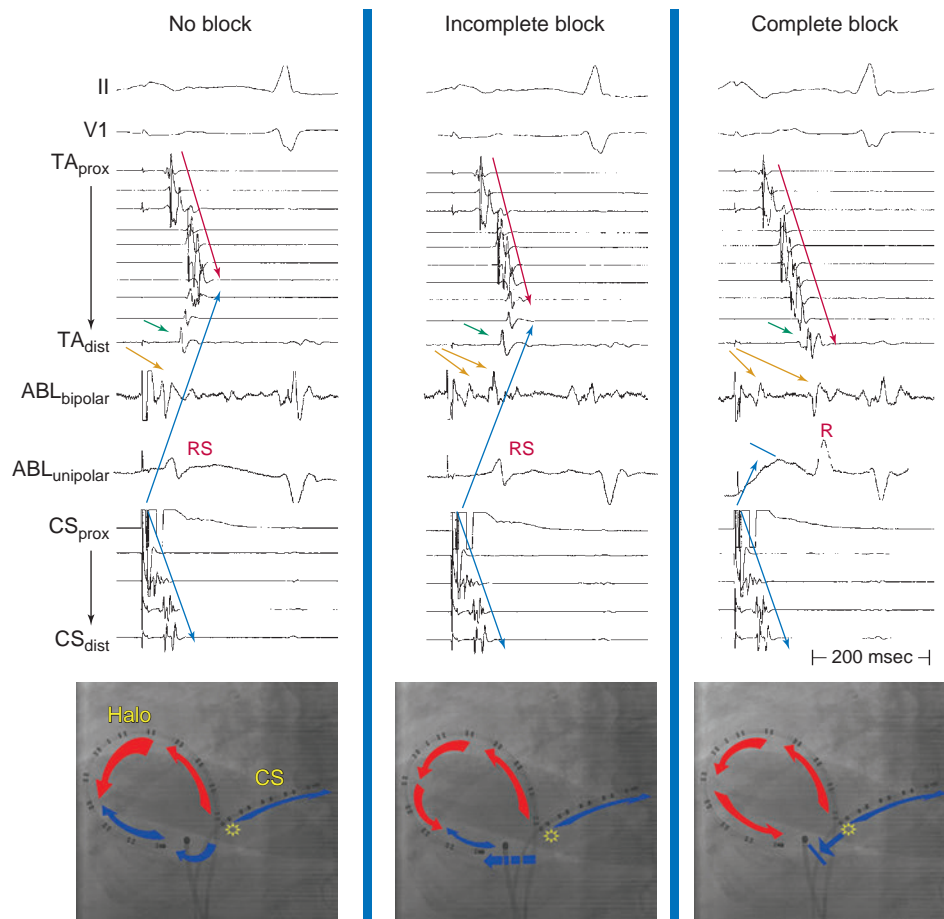 No block
Incomplete block
Complete block
II
V1
TAprox
TAdist
ABLbipolar
RS
RS
R
ABLunipolar
CSprox
CSdist
200 msec
Halo
CS